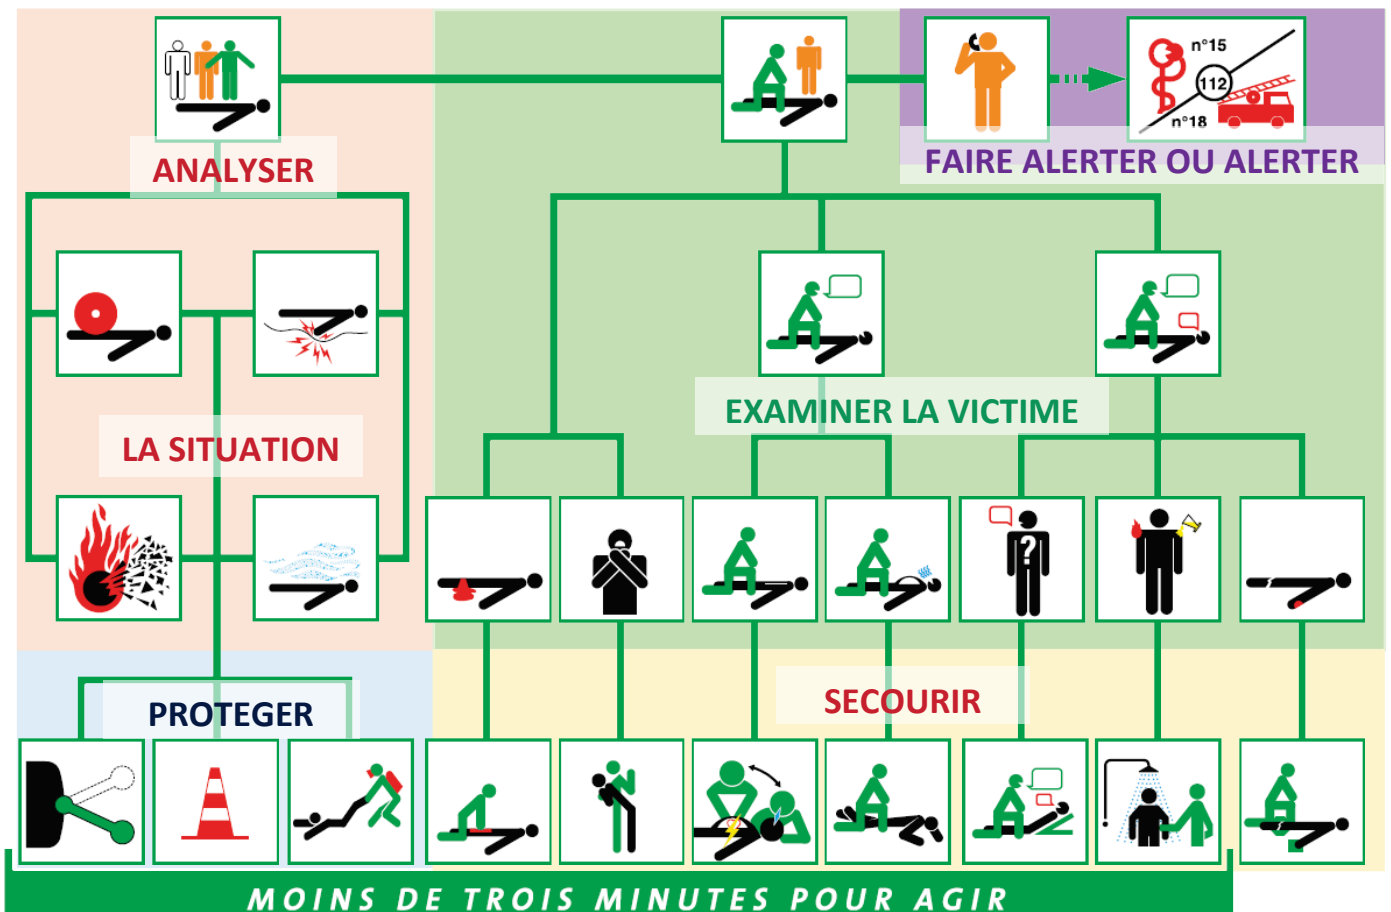 n°15
112
n°18
ANALYSER
FAIRE ALERTER OU ALERTER
EXAMINER LA VICTIME
LA SITUATION
?
PROTEGER
SECOURIR
MOINS DE TROIS MINUTES POUR AGIR